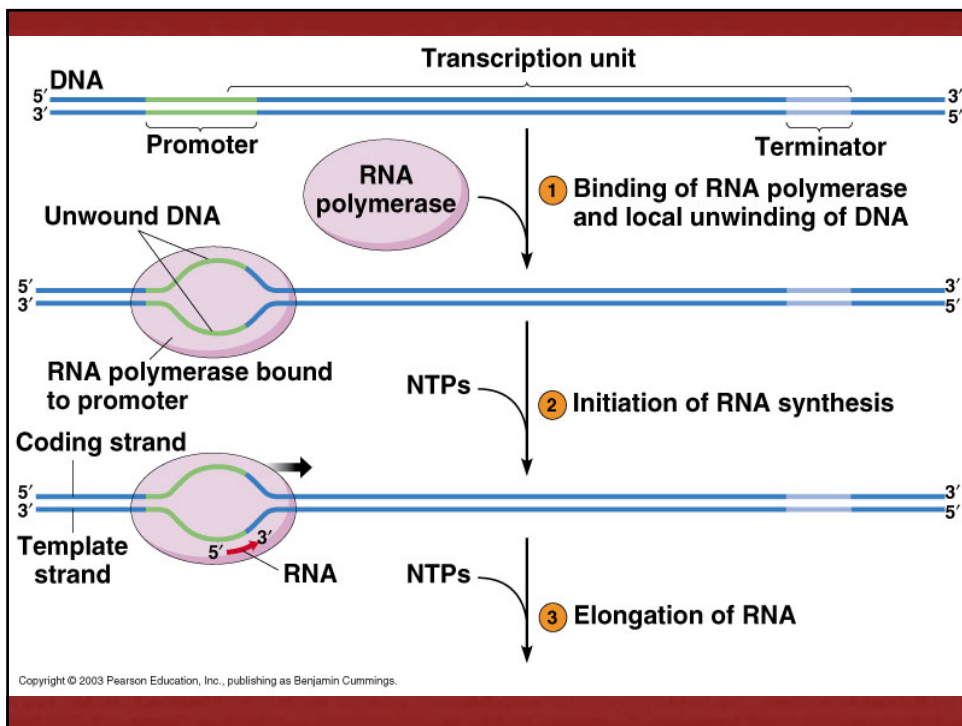 Transcription unit
DNA
5′
3′
3′
5′
Promoter
Terminator
RNA
polymerase
1 Binding of RNA polymerase
and local unwinding of DNA
Unwound DNA
5′
3′
3′
5′
RNA polymerase bound
to promoter
NTPs
2 Initiation of RNA synthesis
Coding strand
5′
3′
3′
5′
5′
3′
Template
strand
RNA
NTPs
3 Elongation of RNA
Copyright © 2003 Pearson Education, Inc., publishing as Benjamin Cummings.